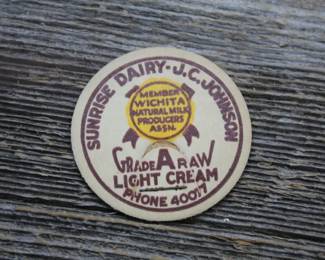 SUNRISE DAIRY-J.C.JOHNSON
MEMBER
WICHITA
NATURAL MILK
PRODUCERS
ASSN.
GRADE A RAW
LIGHT CREAM
PHONE 40017